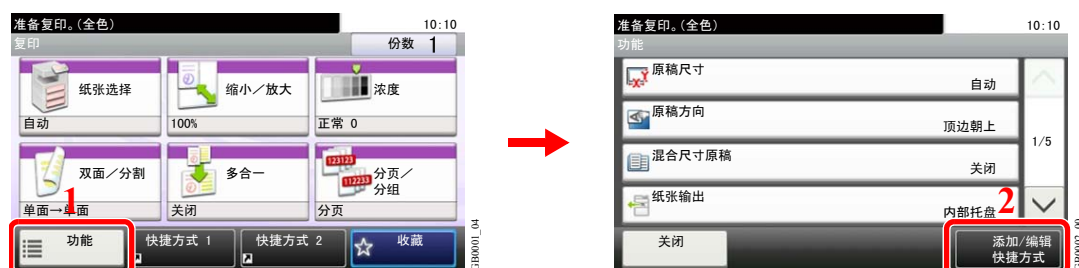 准备复印。(全色)
10:10
复印
份数 1
纸张选择
缩小／放大
浓度
自动
100%
正常 0
双面／分割
多合一
123123
112233
分页／
分组
1
单面→单面
关闭
分页
功能
快捷方式 1
快捷方式 2
收藏
准备复印。(全色)
10:10
功能
原稿尺寸
自动
原稿方向
顶边朝上
1/5
混合尺寸原稿
关闭
纸张输出
内部托盘
2
关闭
添加/编辑
快捷方式